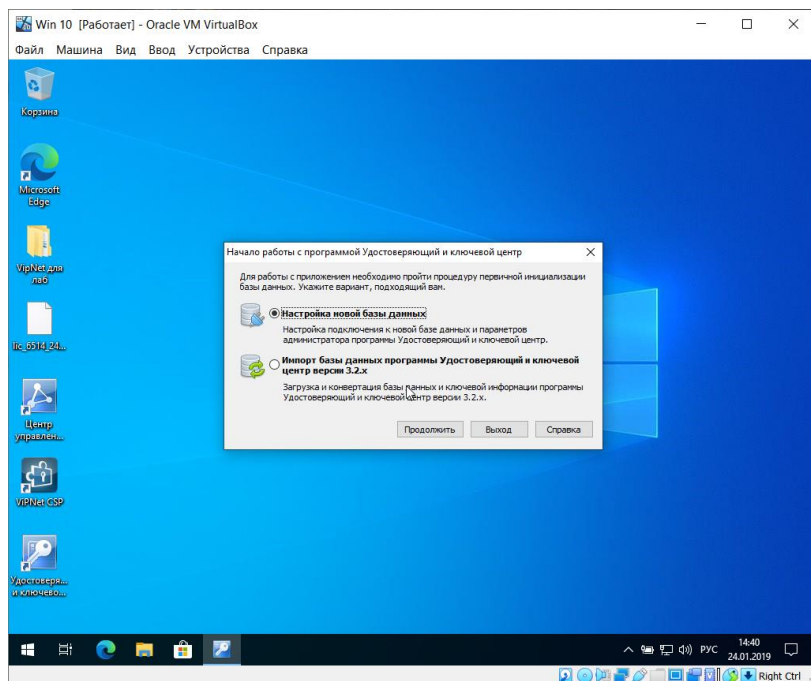 Win 10 [Работает] - Oracle VM VirtualBox
Файл Машина Вид Ввод Устройства Справка
Корзина
Microsoft
Edge
VipNet для
лаб
lic_6514_24...
Центр
управлен...
ViPNet CSP
Удостоверя...
и ключево...
Начало работы с программой Удостоверяющий и ключевой центр
Для работы с приложением необходимо пройти процедуру первичной инициализации
базы данных. Укажите вариант, подходящий вам.
Настройка новой базы данных
Настройка подключения к новой базе данных и параметров
администратора программы Удостоверяющий и ключевой центр.
Импорт базы данных программы Удостоверяющий и ключевой
центр версии 3.2.x
Загрузка и конвертация базы данных и ключевой информации программы
Удостоверяющий и ключевой центр версии 3.2.x.
Продолжить Выход Справка
РУС
14:40
24.01.2019
Right Ctrl